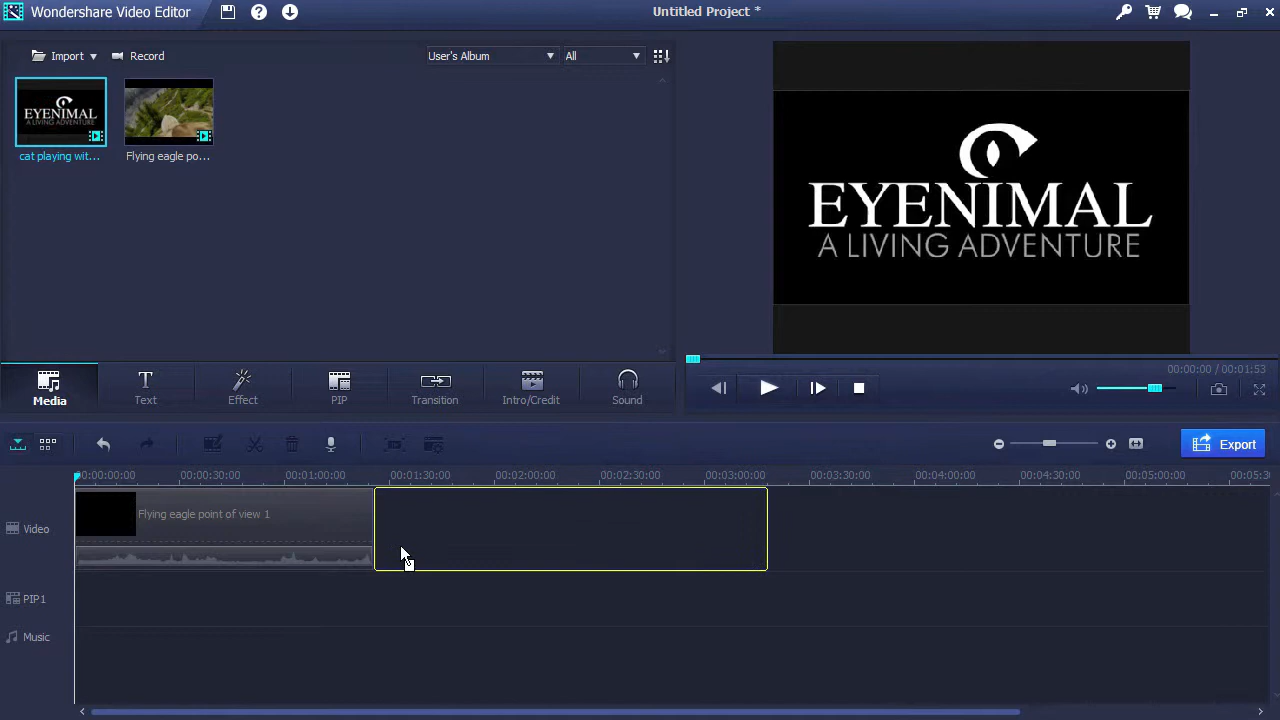 Wondershare Video Editor
Untitled Project *
Import
Record
User's Album
All
EYENIMAL
A LIVING ADVENTURE
cat playing wit...
Flying eagle po...
EYENIMAL
A LIVING ADVENTURE
00:00:00 / 00:01:53
Media
Text
Effect
PIP
Transition
Intro/Credit
Sound
Export
00:00:00:00
00:00:30:00
00:01:00:00
00:01:30:00
00:02:00:00
00:02:30:00
00:03:00:00
00:03:30:00
00:04:00:00
00:04:30:00
00:05:00:00
00:05:3
Video
Flying eagle point of view 1
PIP1
Music